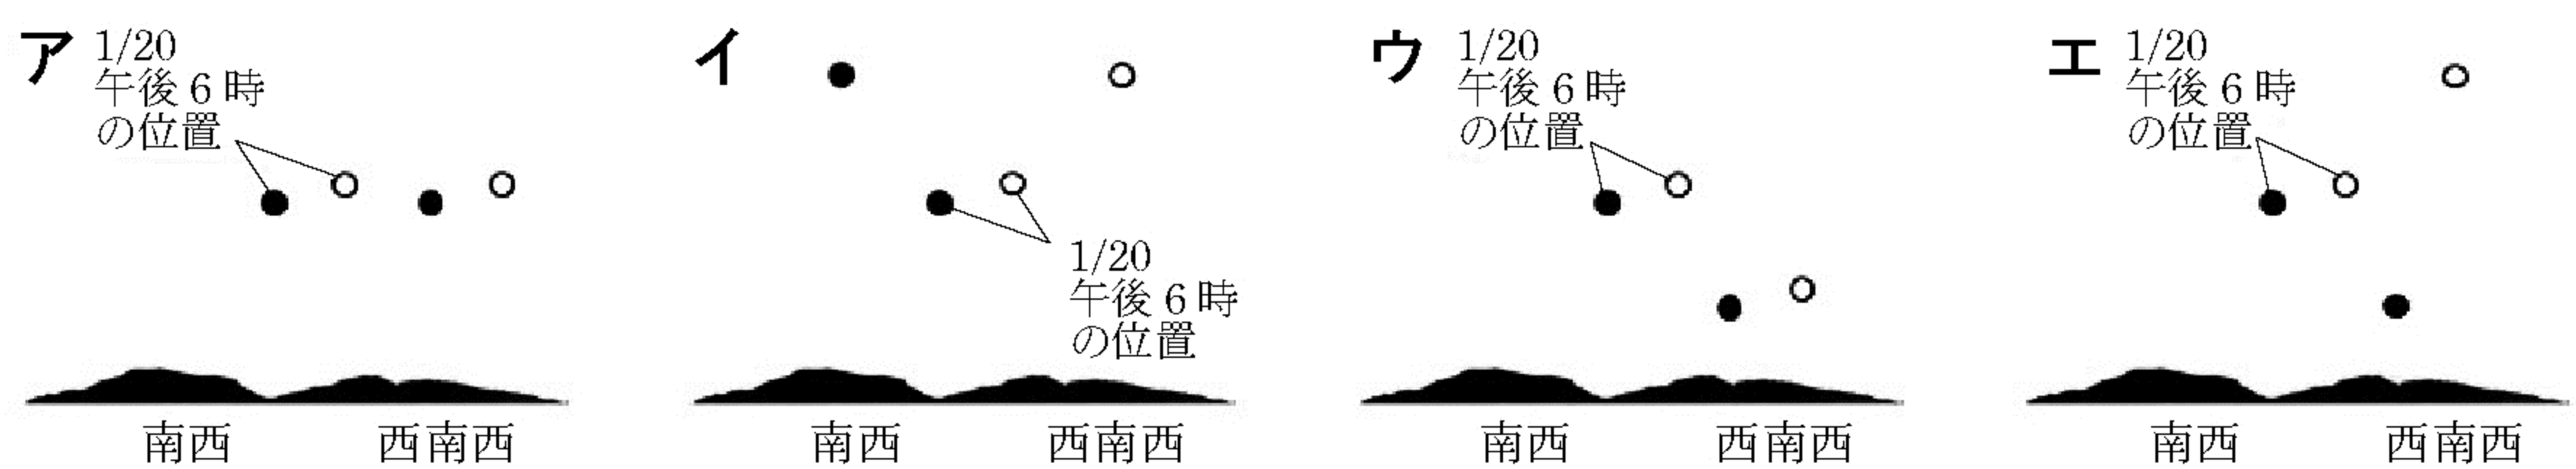 ア
1/20
午後6時
の位置
南西
西南西
イ
1/20
午後6時
の位置
南西
西南西
ウ
1/20
午後6時
の位置
南西
西南西
エ
1/20
午後6時
の位置
南西
西南西